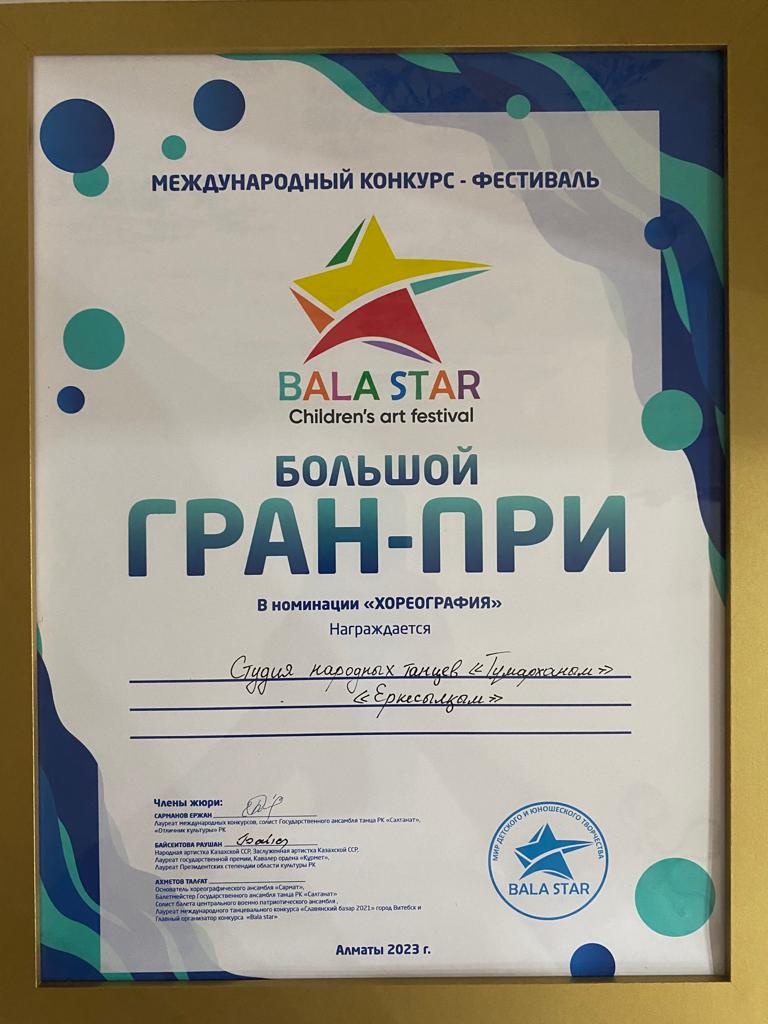 МЕЖДУНАРОДНЫЙ КОНКУРС - ФЕСТИВАЛЬ
BALA STAR
Children's art festival
БОЛЬШОЙ
ГРАН-ПРИ
В номинации «ХОРЕОГРАФИЯ»
Награждается
Студия народных танцев «Тумарханым»
«Еркесылқым»
Члены жюри:
САРМАНОВ ЕРЖАН
Лауреат международных конкурсов, солист Государственного ансамбля танца РК «Салтанат»,
«Отличник культуры» РК
БАЙСЕИТОВА РАУШАН
Народная артистка Казахской ССР, Заслуженная артистка Казахской ССР,
Лауреат государственной премии, Кавалер ордена «Құрмет»,
Лауреат Президентских степендии области культуры РК
АХМЕТОВ ТАЛҒАТ
Основатель хореографического ансамбля «Сармат»,
Балетмейстер Государственного ансамбля танца РК «Салтанат»
Солист балета центрального военно патриотического ансамбля,
Лауреат международного танцевального конкурса «Славянский базар 2021» город Витебск и
Главный организатор конкурса «Bala star»
МИР ДЕТСКОГО И ЮНОШЕСКОГО ТВОРЧЕСТВА
BALA STAR
Алматы 2023 г.